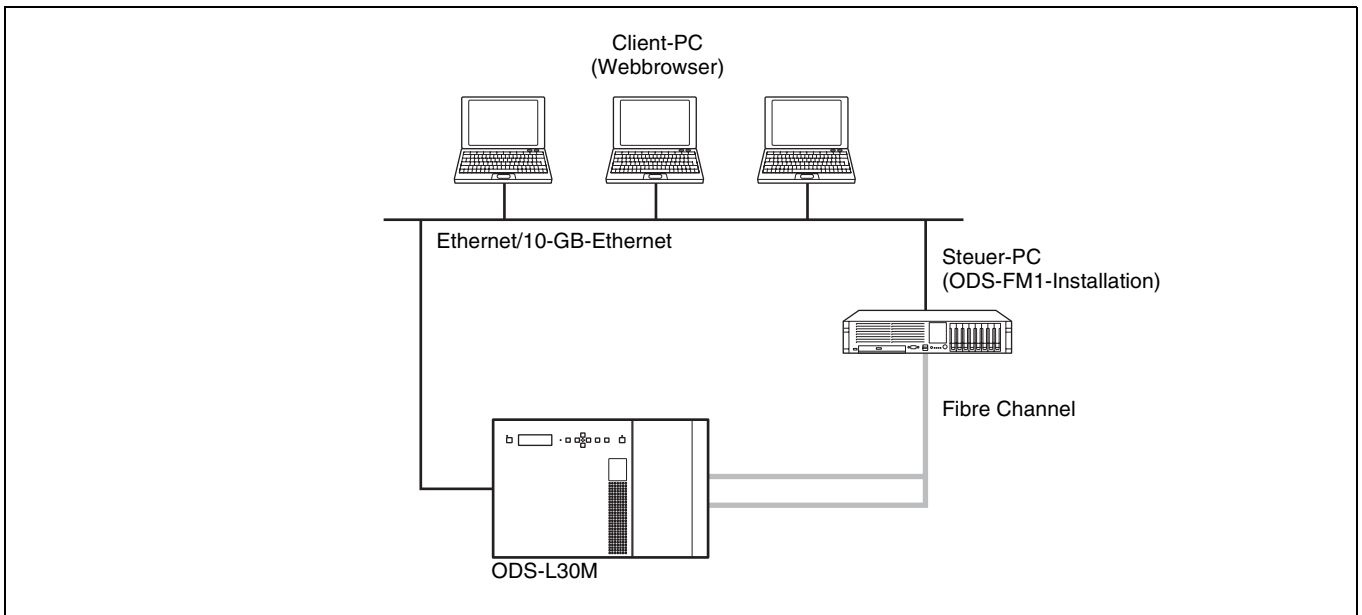 Client-PC
(Webbrowser)
Ethernet/10-GB-Ethernet
Steuer-PC
(ODS-FM1-Installation)
Fibre Channel
ODS-L30M